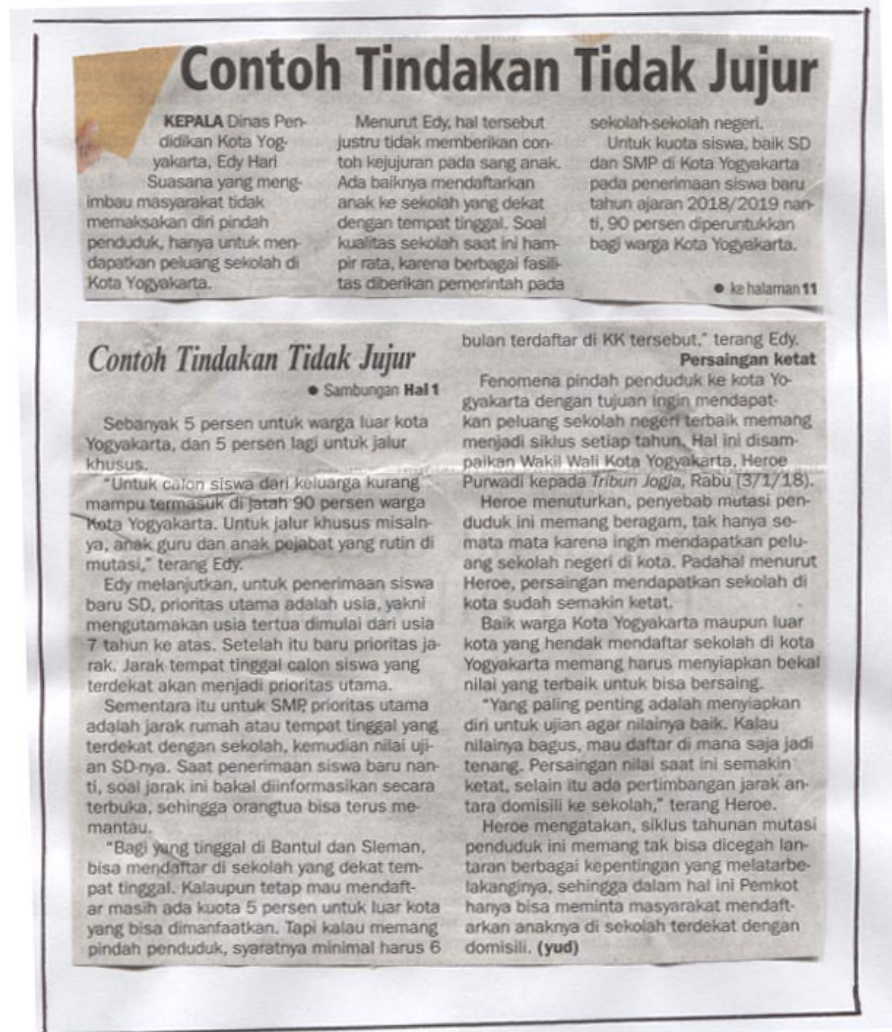 Contoh Tindakan Tidak Jujur
KEPALA Dinas Pen-
didikan Kota Yog-
yakarta, Edy Hari
Suasana yang meng-
imbau masyarakat tidak
memaksakan diri pindah
penduduk, hanya untuk men-
dapatkan peluang sekolah di
Kota Yogyakarta.
Menurut Edy, hal tersebut
justru tidak memberikan con-
toh kejujuran pada sang anak.
Ada baiknya mendaftarkan
anak ke sekolah yang dekat
dengan tempat tinggal. Soal
kualitas sekolah saat ini ham-
pir rata, karena berbagai fasili-
tas diberikan pemerintah pada
sekolah-sekolah negeri.
Untuk kuota siswa, baik SD
dan SMP di Kota Yogyakarta
pada penerimaan siswa baru
tahun ajaran 2018/2019 nan-
ti, 90 persen diperuntukkan
bagi warga Kota Yogyakarta.
● ke halaman 11
Contoh Tindakan Tidak Jujur
● Sambungan Hal 1
Sebanyak 5 persen untuk warga luar kota
Yogyakarta, dan 5 persen lagi untuk jalur
khusus.
"Untuk calon siswa dari keluarga kurang
mampu termasuk di jatah 90 persen warga
Kota Yogyakarta. Untuk jalur khusus misaln-
ya, anak guru dan anak pejabat yang rutin di
mutasi," terang Edy.
Edy melanjutkan, untuk penerimaan siswa
baru SD, prioritas utama adalah usia, yakni
mengutamakan usia tertua dimulai dari usia
7 tahun ke atas. Setelah itu baru prioritas ja-
rak. Jarak tempat tinggal calon siswa yang
terdekat akan menjadi prioritas utama.
Sementara itu untuk SMP, prioritas utama
adalah jarak rumah atau tempat tinggal yang
terdekat dengan sekolah, kemudian nilai uji-
an SD-nya. Saat penerimaan siswa baru nan-
ti, soal jarak ini bakal diinformasikan secara
terbuka, sehingga orangtua bisa terus me-
mantau.
"Bagi yang tinggal di Bantul dan Sleman,
bisa mendaftar di sekolah yang dekat tem-
pat tinggal. Kalaupun tetap mau mendaft-
ar masih ada kuota 5 persen untuk luar kota
yang bisa dimanfaatkan. Tapi kalau memang
pindah penduduk, syaratnya minimal harus 6
bulan terdaftar di KK tersebut," terang Edy.
Persaingan ketat
Fenomena pindah penduduk ke kota Yo-
gyakarta dengan tujuan ingin mendapat-
kan peluang sekolah negeri terbaik memang
menjadi siklus setiap tahun. Hal ini disam-
paikan Wakil Wali Kota Yogyakarta, Heroe
Purwadi kepada Tribun Jogja, Rabu (3/1/18).
Heroe menuturkan, penyebab mutasi pen-
duduk ini memang beragam, tak hanya se-
mata mata karena ingin mendapatkan pelu-
ang sekolah negeri di kota. Padahal menurut
Heroe, persaingan mendapatkan sekolah di
kota sudah semakin ketat.
Baik warga Kota Yogyakarta maupun luar
kota yang hendak mendaftar sekolah di kota
Yogyakarta memang harus menyiapkan bekal
nilai yang terbaik untuk bisa bersaing.
"Yang paling penting adalah menyiapkan
diri untuk ujian agar nilainya baik. Kalau
nilainya bagus, mau daftar di mana saja jadi
tenang. Persaingan nilai saat ini semakin
ketat, selain itu ada pertimbangan jarak an-
tara domisili ke sekolah," terang Heroe.
Heroe mengatakan, siklus tahunan mutasi
penduduk ini memang tak bisa dicegah lan-
taran berbagai kepentingan yang melatarbe-
lakanginya, sehingga dalam hal ini Pemkot
hanya bisa meminta masyarakat mendaft-
arkan anaknya di sekolah terdekat dengan
domisili. (yud)